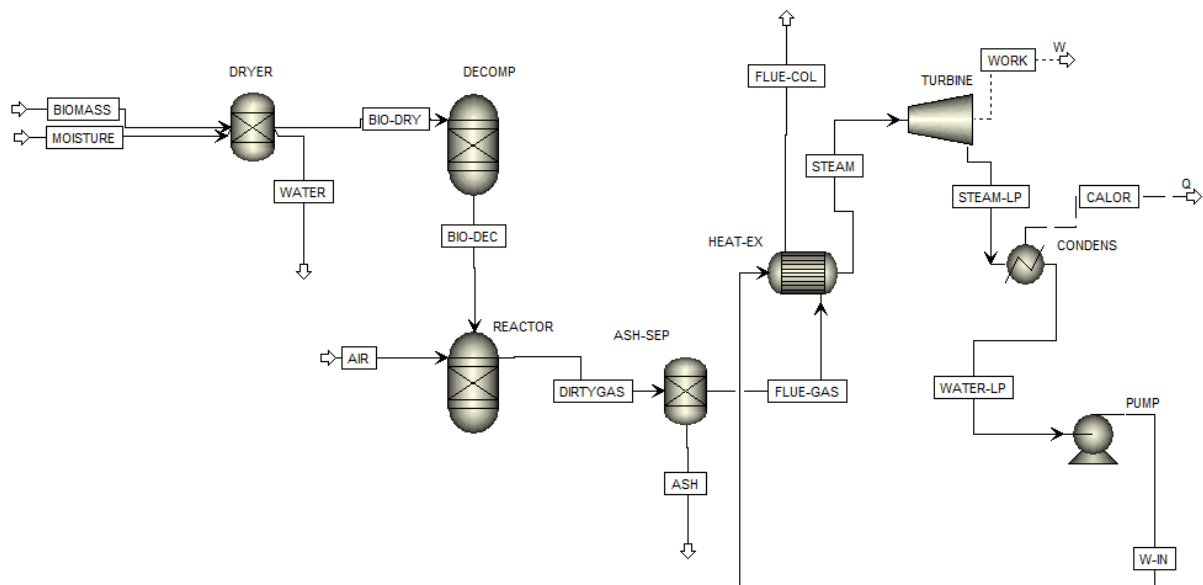 DRYER
DECOMP
BIOMASS
MOISTURE
BIO-DRY
WATER
BIO-DEC
REACTOR
AIR
DIRTYGAS
ASH-SEP
ASH
FLUE-GAS
HEAT-EX
FLUE-COL
STEAM
TURBINE
WORK
W
STEAM-LP
CALOR
Q
CONDENS
WATER-LP
PUMP
W-IN